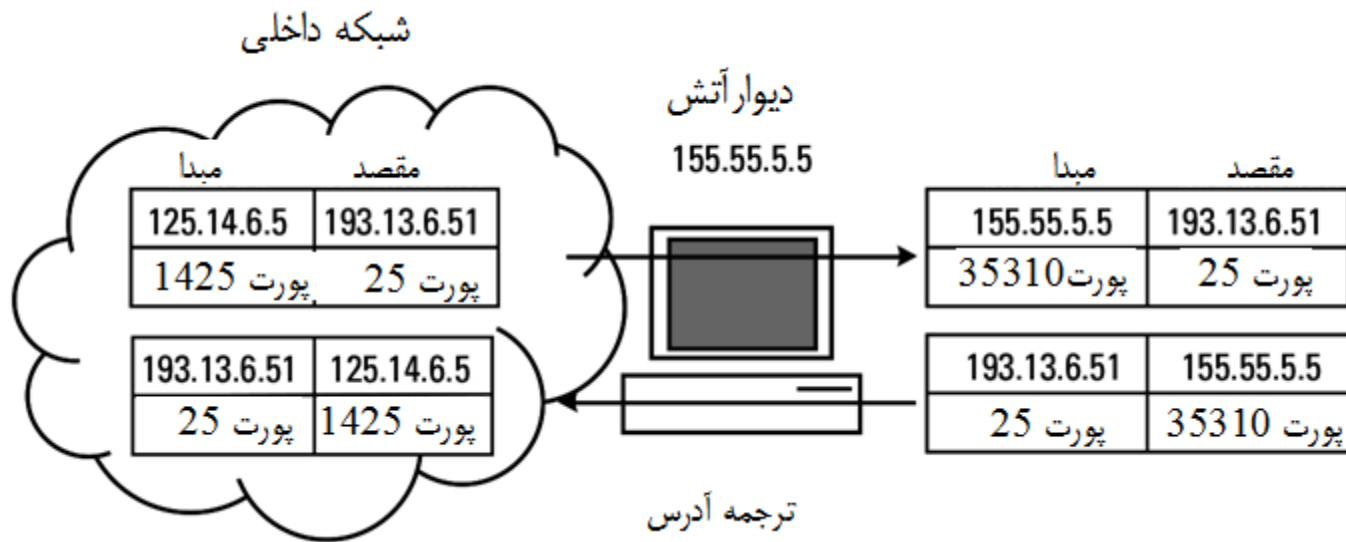 شبکه داخلی
دیوار آتش
155.55.5.5
مبدا مقصد
125.14.6.5 193.13.6.51
پورت 1425 پورت 25
193.13.6.51 125.14.6.5
پورت 25 پورت 1425
مبدا مقصد
155.55.5.5 193.13.6.51
پورت35310 پورت 25
193.13.6.51 155.55.5.5
پورت 25 پورت 35310
ترجمه آدرس